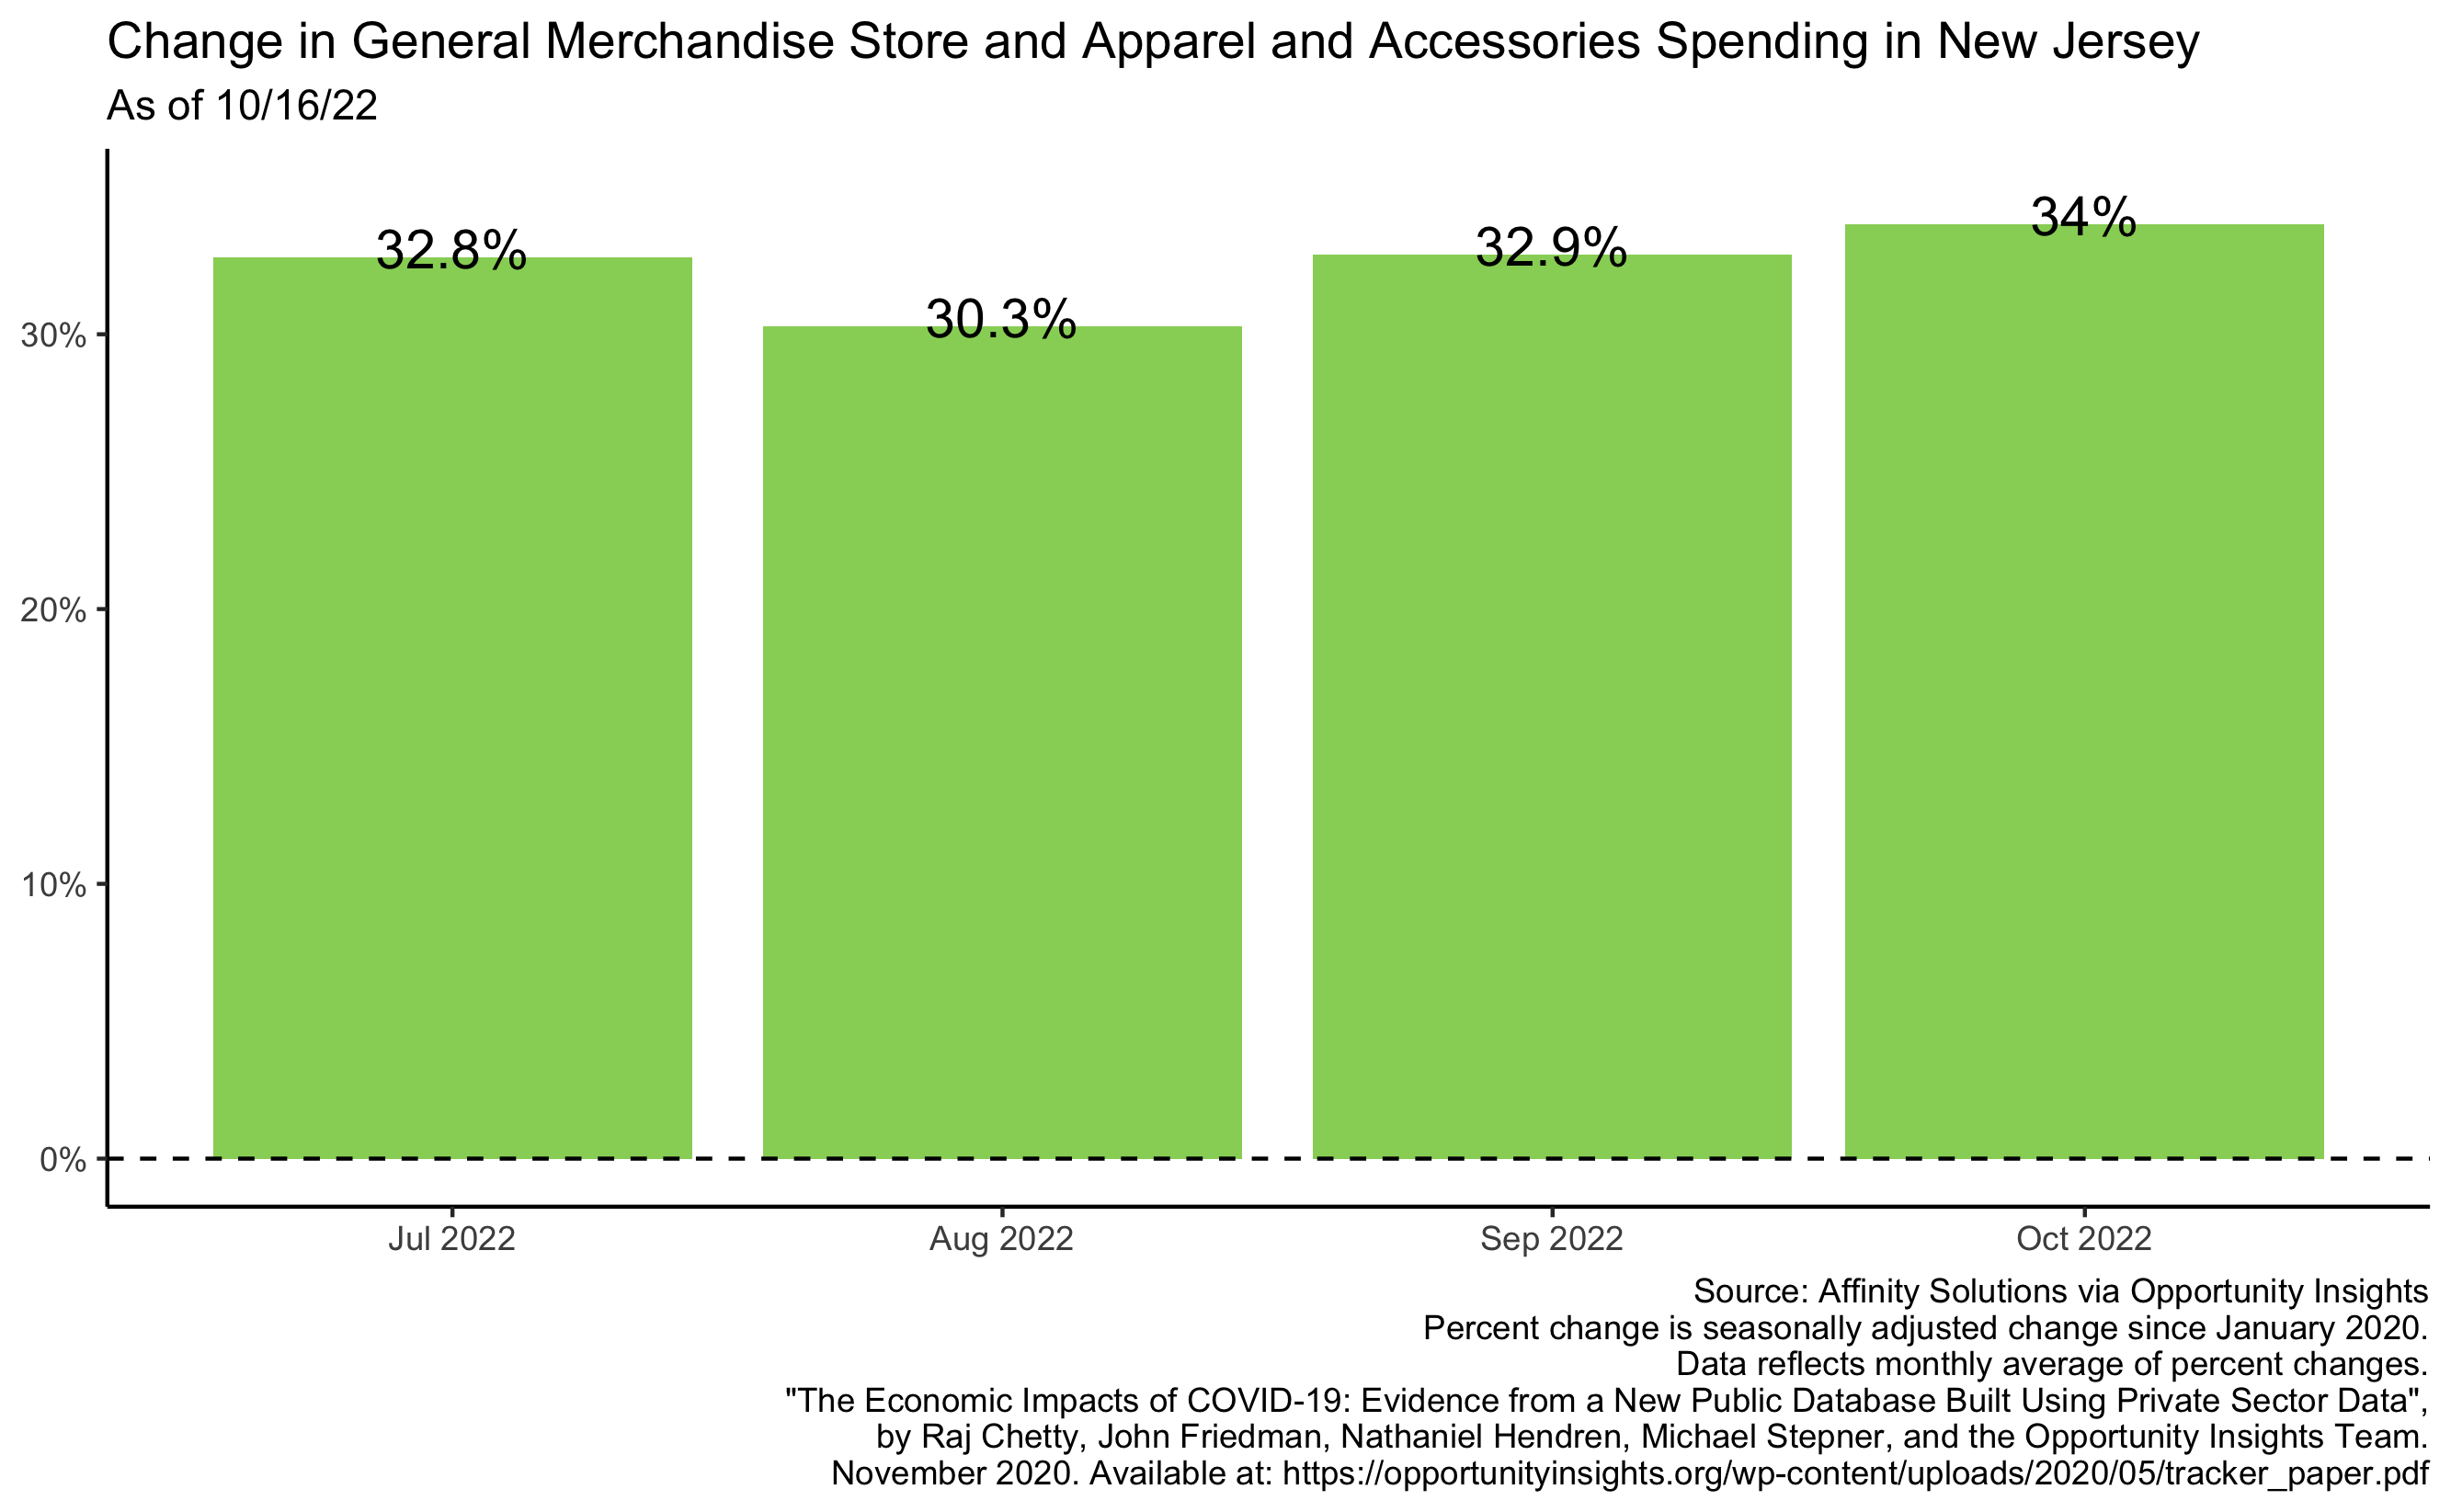 Change in General Merchandise Store and Apparel and Accessories Spending in New Jersey
As of 10/16/22
32.8%
30.3%
32.9%
34%
30%
20%
10%
0%
Jul 2022
Aug 2022
Sep 2022
Oct 2022
Source: Affinity Solutions via Opportunity Insights
Percent change is seasonally adjusted change since January 2020.
Data reflects monthly average of percent changes.
"The Economic Impacts of COVID-19: Evidence from a New Public Database Built Using Private Sector Data",
by Raj Chetty, John Friedman, Nathaniel Hendren, Michael Stepner, and the Opportunity Insights Team.
November 2020. Available at: https://opportunityinsights.org/wp-content/uploads/2020/05/tracker_paper.pdf